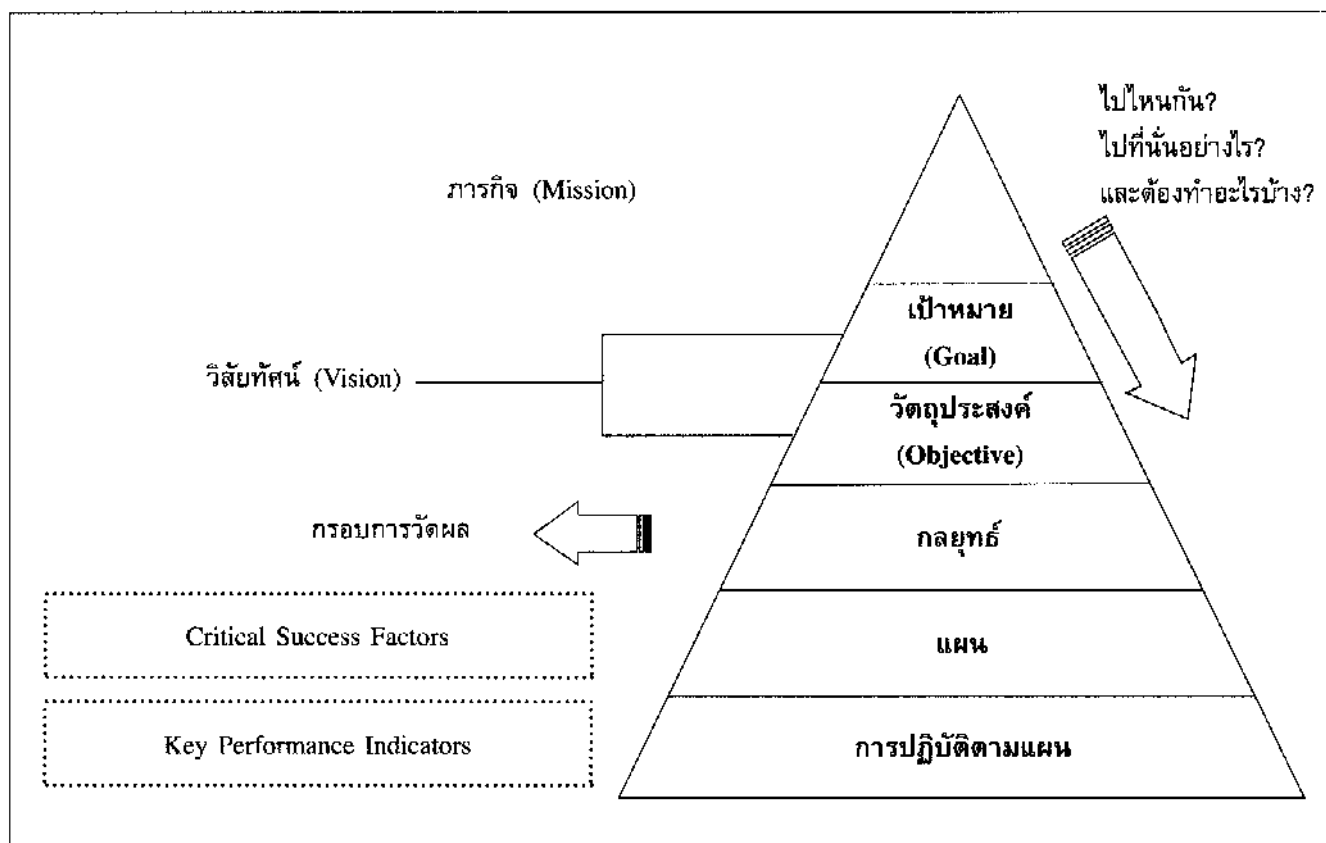 ไปไหนกัน?
ไปที่นั่นอย่างไร?
และต้องทำอะไรบ้าง?
ภารกิจ (Mission)
เป้าหมาย
(Goal)
วิสัยทัศน์ (Vision)
วัตถุประสงค์
(Objective)
กรอบการวัดผล
กลยุทธ์
Critical Success Factors
แผน
Key Performance Indicators
การปฏิบัติตามแผน